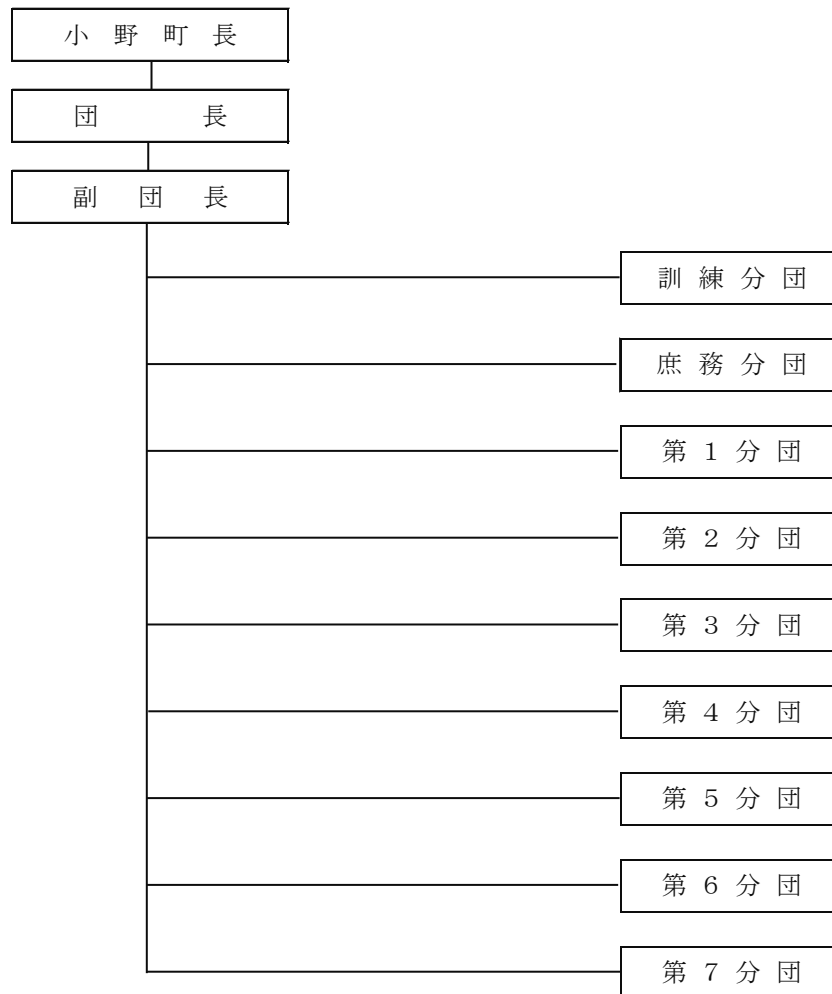 小野町長
団長
副団長
訓練分団
庶務分団
第1分団
第2分団
第3分団
第4分団
第5分団
第6分団
第7分団